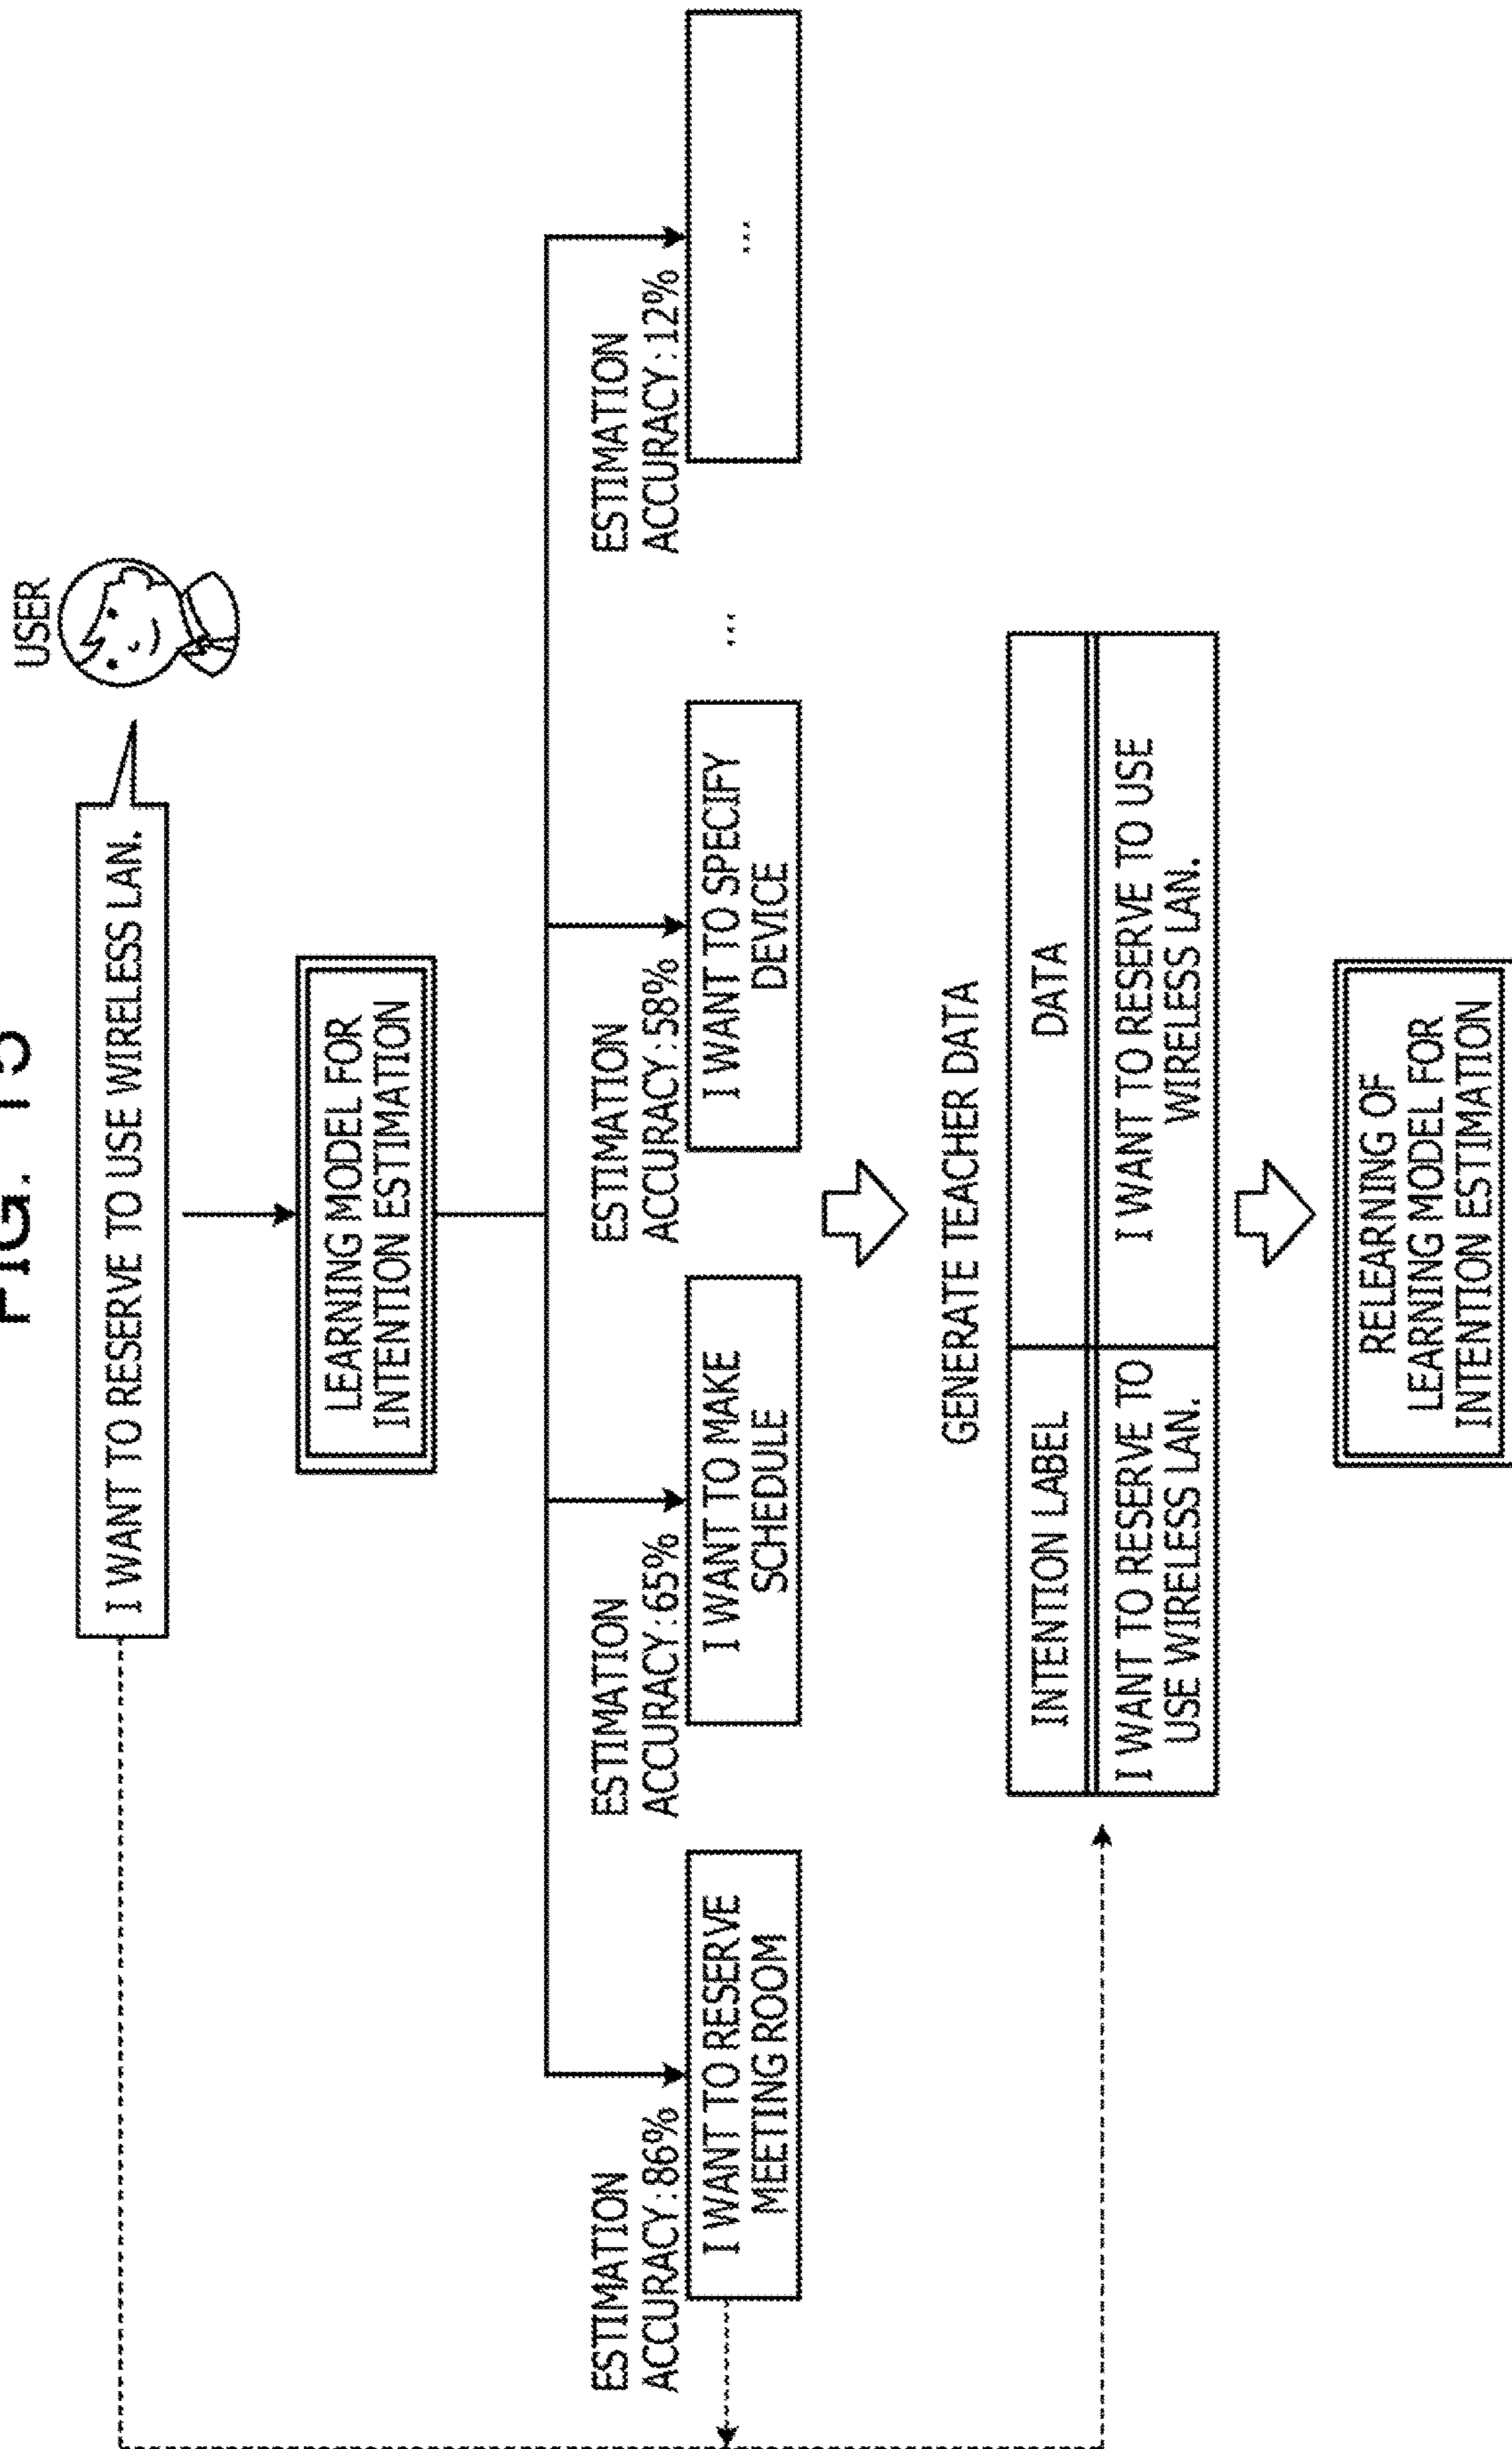 FIG. 15
USER
I WANT TO RESERVE TO USE WIRELESS LAN.
LEARNING MODEL FOR
INTENTION ESTIMATION
ESTIMATION
ACCURACY:86%
I WANT TO RESERVE
MEETING ROOM
ESTIMATION
ACCURACY:65%
I WANT TO MAKE
SCHEDULE
ESTIMATION
ACCURACY:58%
I WANT TO SPECIFY
DEVICE
...
ESTIMATION
ACCURACY:12%
...
GENERATE TEACHER DATA
INTENTION LABEL
DATA
I WANT TO RESERVE TO
USE WIRELESS LAN.
I WANT TO RESERVE TO USE
WIRELESS LAN.
RELEARNING OF
LEARNING MODEL FOR
INTENTION ESTIMATION